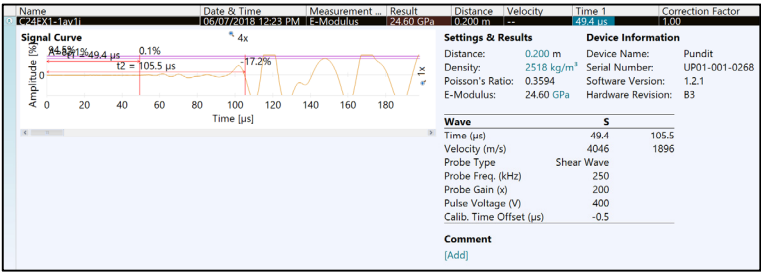 Name Date & Time Measurement ... Result Distance Velocity Time 1 Correction Factor
C24EX1-1av1i 06/07/2018 12:23 PM E-Modulus 24.60 GPa 0.200 m -- 49.4 µs 1.00
Signal Curve 4x
Settings & Results Device Information
0.1%
t1 = 49.4 µs
t2 = 105.5 µs -17.2%
Amplitude [%]
0
1x
0 20 40 60 80 100 120 140 160 180
Time [µs]
Distance: 0.200 m Device Name: Pundit
Density: 2518 kg/m³ Serial Number: UP01-001-0268
Poisson's Ratio: 0.3594 Software Version: 1.2.1
E-Modulus: 24.60 GPa Hardware Revision: B3
Wave S
Time (µs) 49.4 105.5
Velocity (m/s) 4046 1896
Probe Type Shear Wave
Probe Freq. (kHz) 250
Probe Gain (x) 200
Pulse Voltage (V) 400
Calib. Time Offset (µs) -0.5
Comment
[Add]